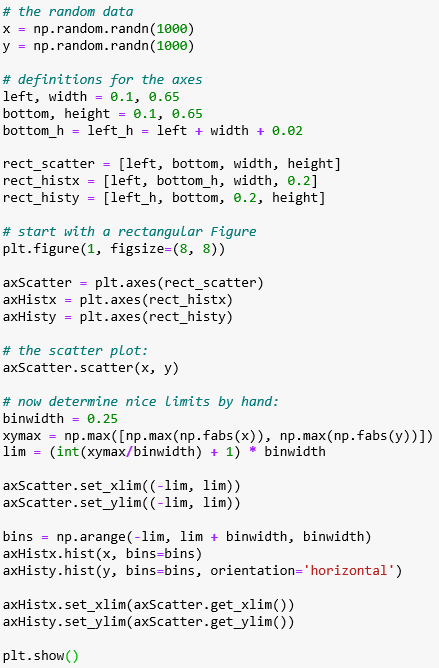 # the random data
x = np.random.randn(1000)
y = np.random.randn(1000)
# definitions for the axes
left, width = 0.1, 0.65
bottom, height = 0.1, 0.65
bottom_h = left_h = left + width + 0.02
rect_scatter = [left, bottom, width, height]
rect_histx = [left, bottom_h, width, 0.2]
rect_histy = [left_h, bottom, 0.2, height]
# start with a rectangular Figure
plt.figure(1, figsize=(8, 8))
axScatter = plt.axes(rect_scatter)
axHistx = plt.axes(rect_histx)
axHisty = plt.axes(rect_histy)
# the scatter plot:
axScatter.scatter(x, y)
# now determine nice limits by hand:
binwidth = 0.25
xymax = np.max([np.max(np.fabs(x)), np.max(np.fabs(y))])
lim = (int(xymax/binwidth) + 1) * binwidth
axScatter.set_xlim((-lim, lim))
axScatter.set_ylim((-lim, lim))
bins = np.arange(-lim, lim + binwidth, binwidth)
axHistx.hist(x, bins=bins)
axHisty.hist(y, bins=bins, orientation='horizontal')
axHistx.set_xlim(axScatter.get_xlim())
axHisty.set_ylim(axScatter.get_ylim())
plt.show()